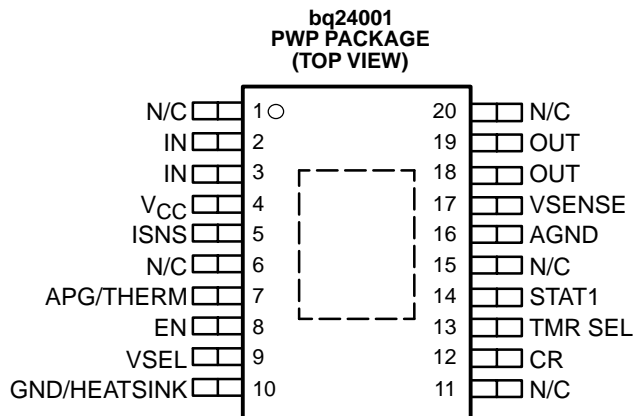 bq24001
PWP PACKAGE
(TOP VIEW)
N/C 1 20 N/C
IN 2 19 OUT
IN 3 18 OUT
VCC 4 17 VSENSE
ISNS 5 16 AGND
N/C 6 15 N/C
APG/THERM 7 14 STAT1
EN 8 13 TMR SEL
VSEL 9 12 CR
GND/HEATSINK 10 11 N/C